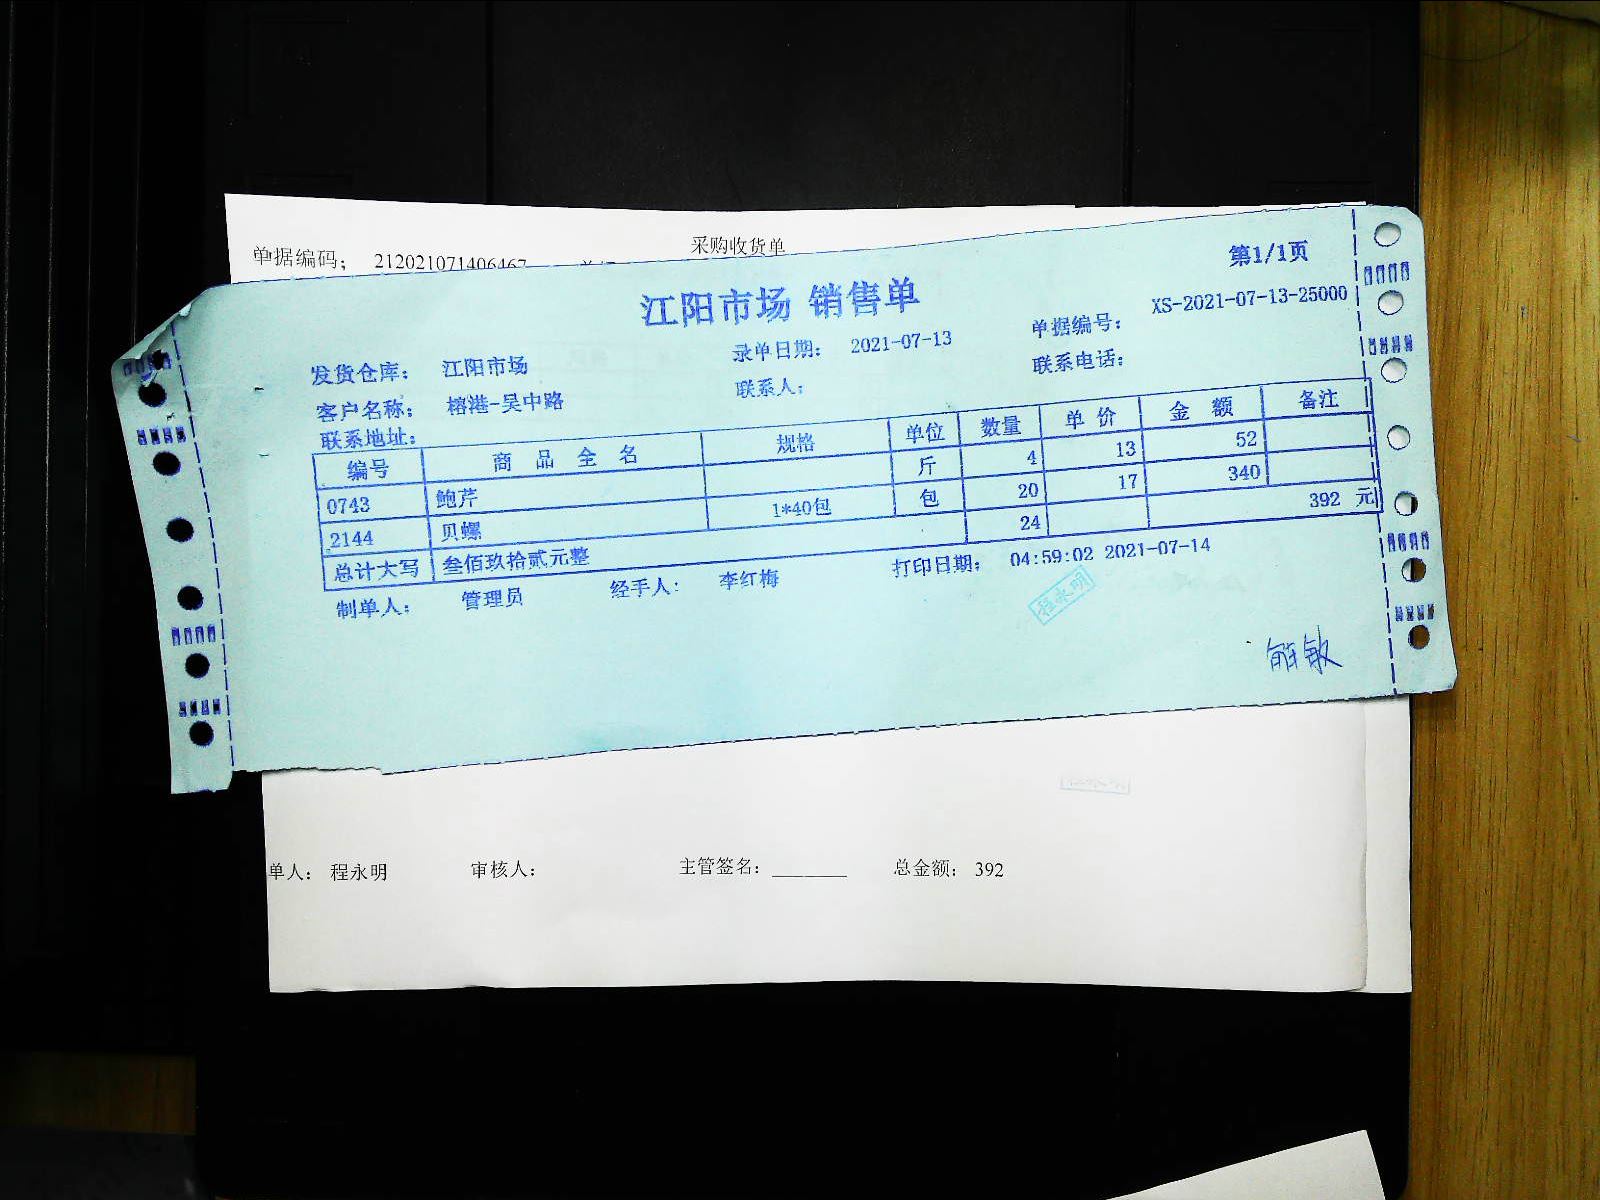 采购收货单
单据编码： 212021071406467
第1/1页
江阳市场 销售单
录单日期： 2021-07-13
单据编号： XS-2021-07-13-25000
发货仓库： 江阳市场
联系人：
联系电话：
客户名称： 榕港-吴中路
联系地址：
编号 商品全名 规格 单位 数量 单价 金额 备注
0743 鲍芹 斤 4 13 52
2144 贝螺 1*40包 包 20 17 340
总计大写 叁佰玖拾贰元整 24 392 元
制单人： 管理员 经手人： 李红梅 打印日期： 04:59:02 2021-07-14
程永明
单人： 程永明 审核人： 主管签名：______ 总金额： 392